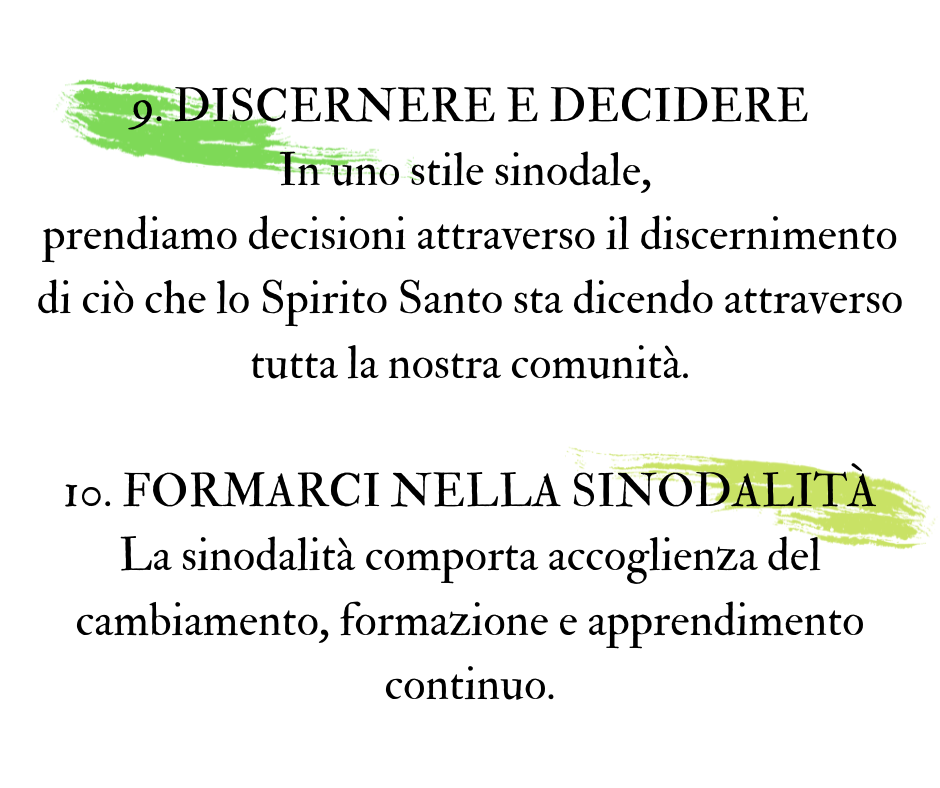 9. DISCERNERE E DECIDERE
In uno stile sinodale,
prendiamo decisioni attraverso il discernimento
di ciò che lo Spirito Santo sta dicendo attraverso
tutta la nostra comunità.
10. FORMARCI NELLA SINODALITÀ
La sinodalità comporta accoglienza del
cambiamento, formazione e apprendimento
continuo.